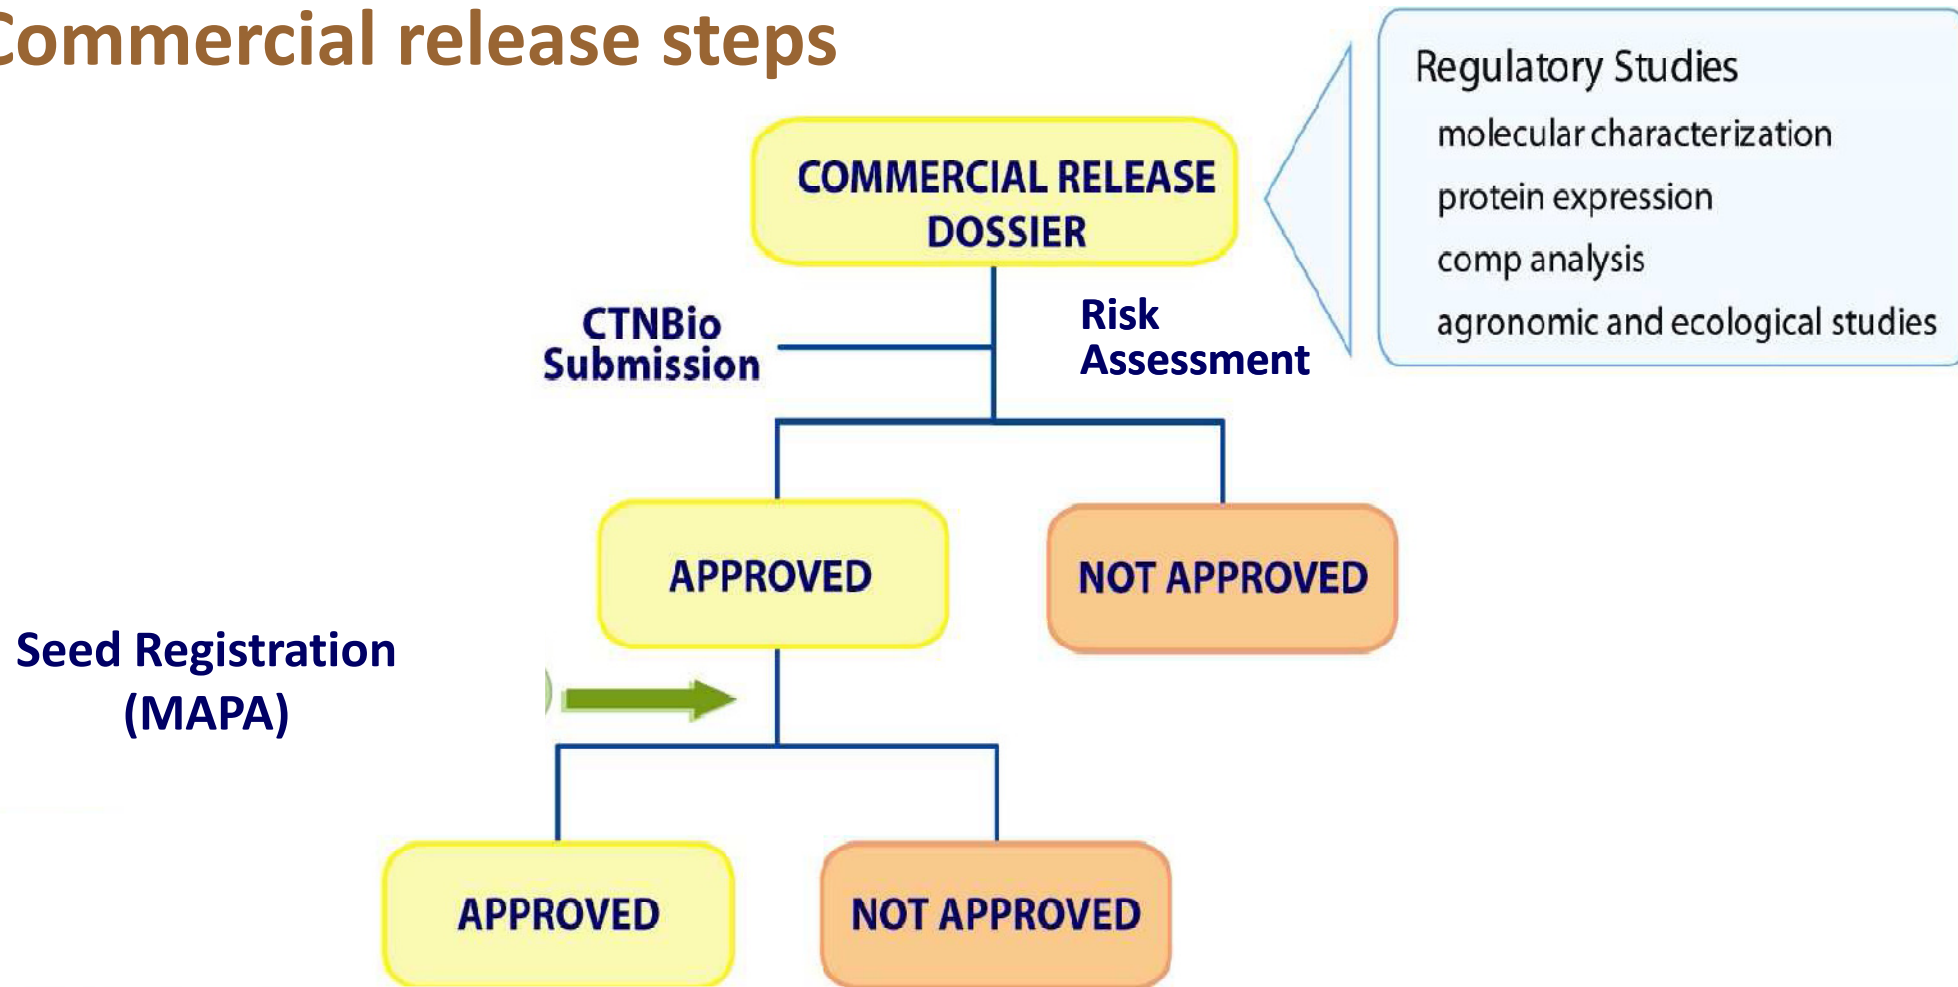 Commercial release steps
Regulatory Studies
molecular characterization
protein expression
comp analysis
agronomic and ecological studies
COMMERCIAL RELEASE
DOSSIER
CTNBio
Submission
Risk
Assessment
APPROVED
NOT APPROVED
Seed Registration
(MAPA)
APPROVED
NOT APPROVED